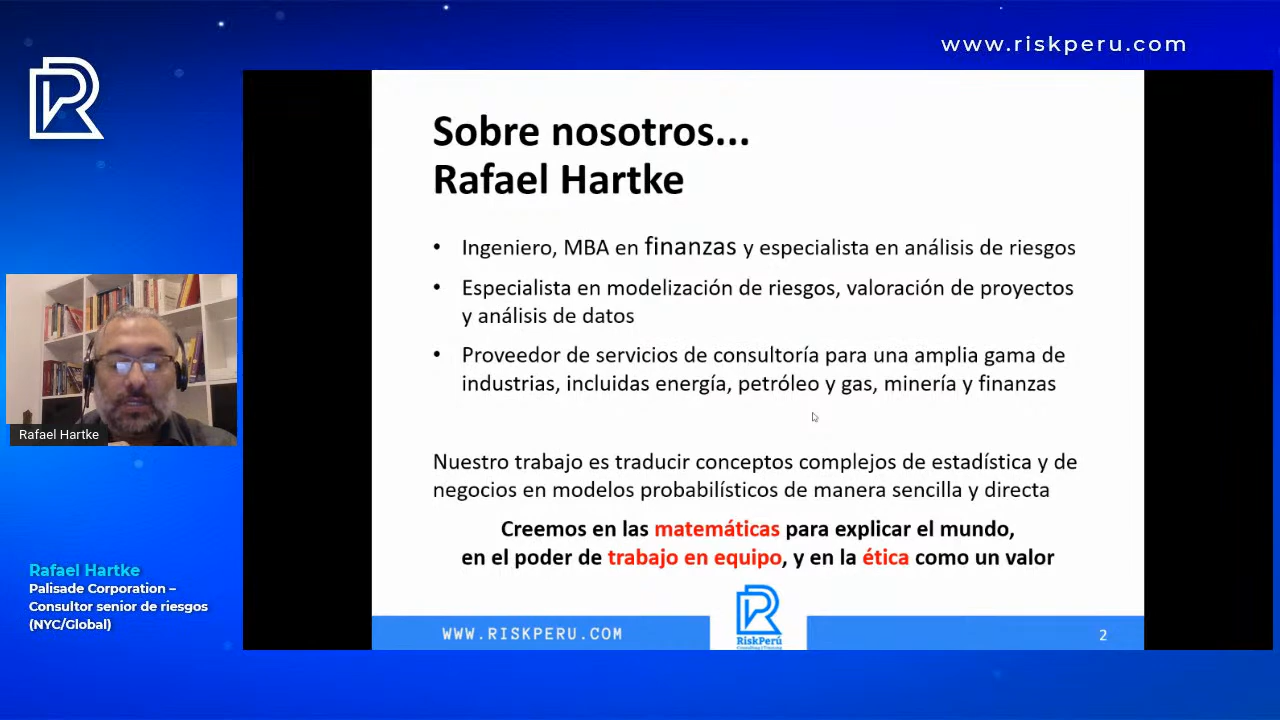 www.riskperu.com
Sobre nosotros...
Rafael Hartke
• Ingeniero, MBA en finanzas y especialista en análisis de riesgos
• Especialista en modelización de riesgos, valoración de proyectos
y análisis de datos
• Proveedor de servicios de consultoría para una amplia gama de
industrias, incluidas energía, petróleo y gas, minería y finanzas
Nuestro trabajo es traducir conceptos complejos de estadística y de
negocios en modelos probabilísticos de manera sencilla y directa
Creemos en las matemáticas para explicar el mundo,
en el poder de trabajo en equipo, y en la ética como un valor
WWW.RISKPERU.COM
RiskPerú
2
Rafael Hartke
Rafael Hartke
Palisade Corporation –
Consultor senior de riesgos
(NYC/Global)